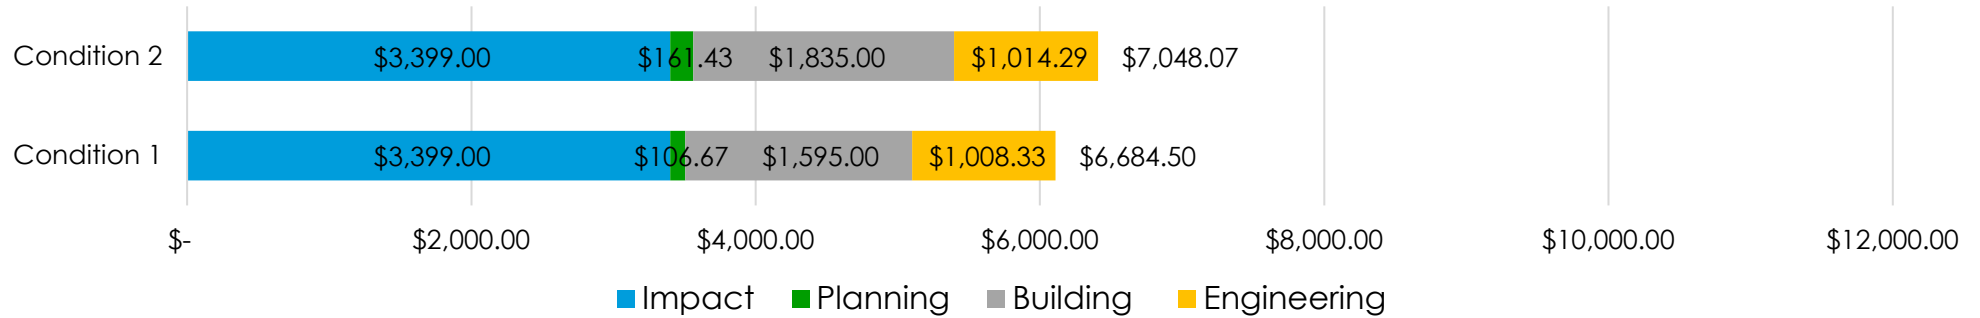 Condition 2 $3,399.00 $161.43 $1,835.00 $1,014.29 $7,048.07
Condition 1 $3,399.00 $106.67 $1,595.00 $1,008.33 $6,684.50
$- $2,000.00 $4,000.00 $6,000.00 $8,000.00 $10,000.00 $12,000.00
Impact Planning Building Engineering